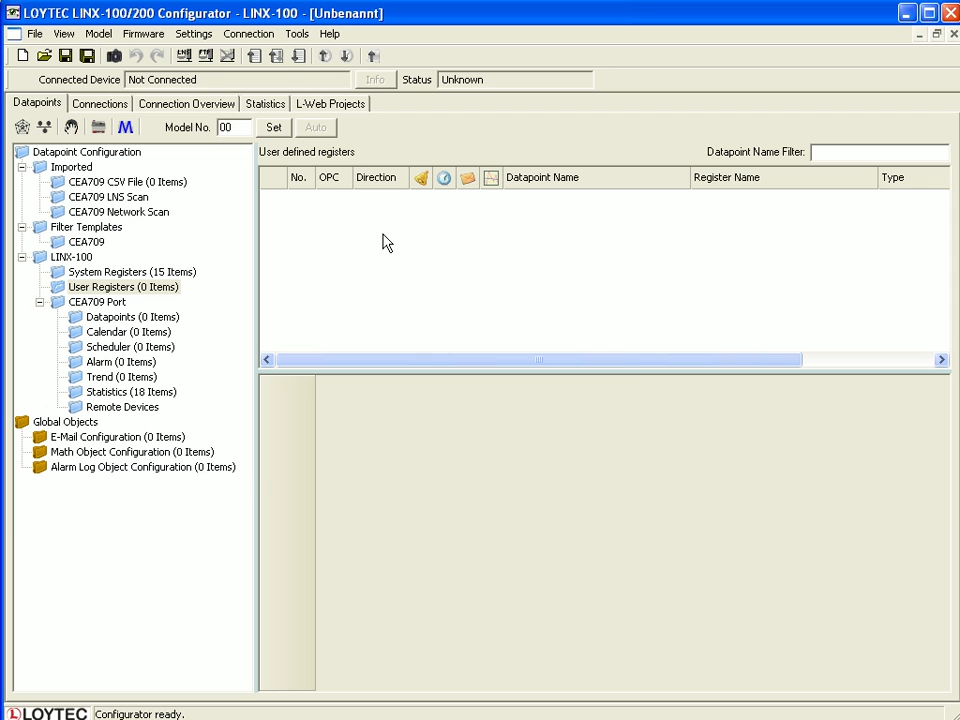 LOYTEC LINX-100/200 Configurator - LINX-100 - [Unbenannt]
File View Model Firmware Settings Connection Tools Help
Connected Device Not Connected Info Status Unknown
Datapoints Connections Connection Overview Statistics L-Web Projects
M Model No. 00 Set Auto
Datapoint Configuration
Imported
CEA709 CSV File (0 Items)
CEA709 LNS Scan
CEA709 Network Scan
Filter Templates
CEA709
LINX-100
System Registers (15 Items)
User Registers (0 Items)
CEA709 Port
Datapoints (0 Items)
Calendar (0 Items)
Scheduler (0 Items)
Alarm (0 Items)
Trend (0 Items)
Statistics (18 Items)
Remote Devices
Global Objects
E-Mail Configuration (0 Items)
Math Object Configuration (0 Items)
Alarm Log Object Configuration (0 Items)
User defined registers Datapoint Name Filter:
No. OPC Direction Datapoint Name Register Name Type
LOYTEC Configurator ready.